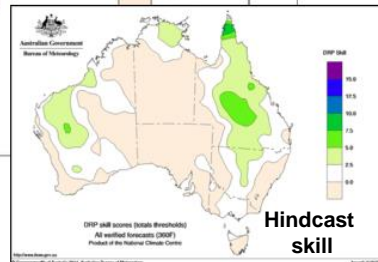 Australian Government
Bureau of Meteorology
DRP Skill
15.0
12.5
10.0
7.5
5.0
2.5
0.0
DRP skill scores (totals thresholds)
All verified forecasts (360F)
Product of the National Climate Centre
Hindcast
skill